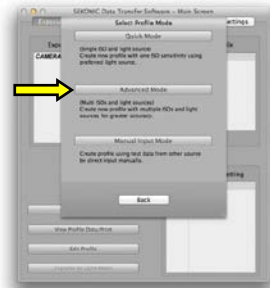 SEKONIC Data Transfer Software - Main Screen
Select Profile Mode
Quick Mode
(Single ISO and light source)
Create new profile with one ISO sensitivity using
preferred light source.
Advanced Mode
(Multi ISOs and light sources)
Create new profile with multiple ISOs and light
sources for greater accuracy.
Manual Input Mode
Create profile using test data from other source
by direct input manually.
Back
CAMERA
View Profile Data/Print
Edit Profile